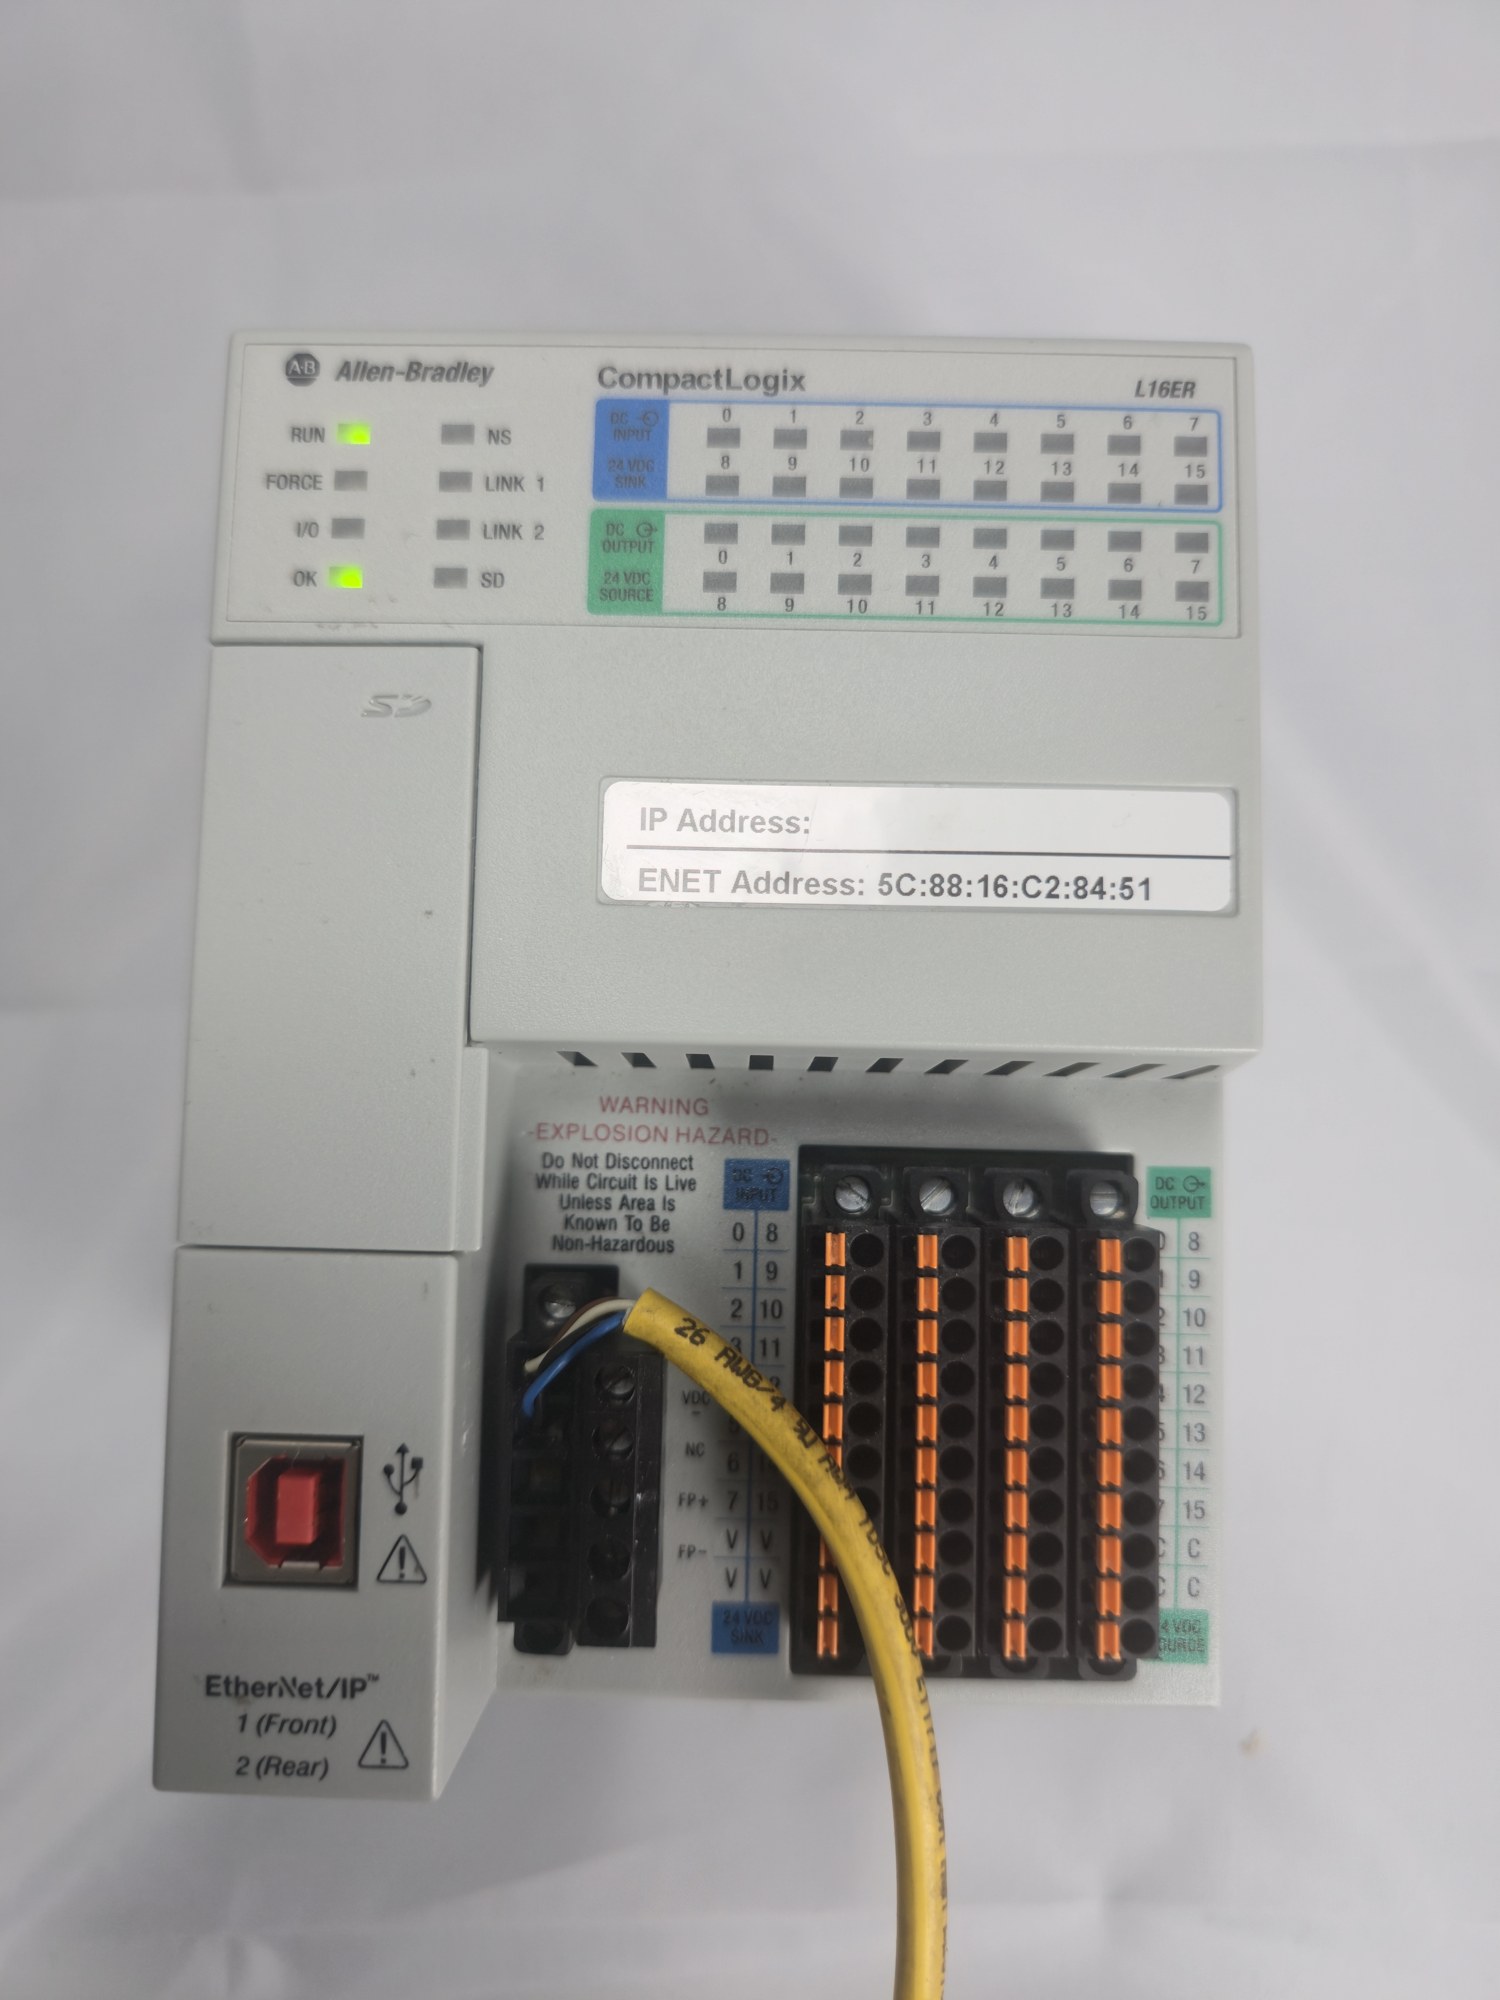 A-B Allen-Bradley
CompactLogix
L16ER
RUN NS
FORCE LINK 1
I/O LINK 2
OK SD
DC INPUT
24 VDC SINK
0 1 2 3 4 5 6 7
8 9 10 11 12 13 14 15
DC OUTPUT
24 VDC SOURCE
0 1 2 3 4 5 6 7
8 9 10 11 12 13 14 15
SD
IP Address:
ENET Address: 5C:88:16:C2:84:51
WARNING
-EXPLOSION HAZARD-
Do Not Disconnect
While Circuit Is Live
Unless Area Is
Known To Be
Non-Hazardous
DC
INPUT
0 8
1 9
2 10
3 11
6
7 15
V V
V V
24 VDC
SINK
VDC
-
NC
FP+
FP-
DC
OUTPUT
8
9
10
11
12
13
14
15
C
C
VDC
26 AWG/4
EtherNet/IP™
1 (Front)
2 (Rear)